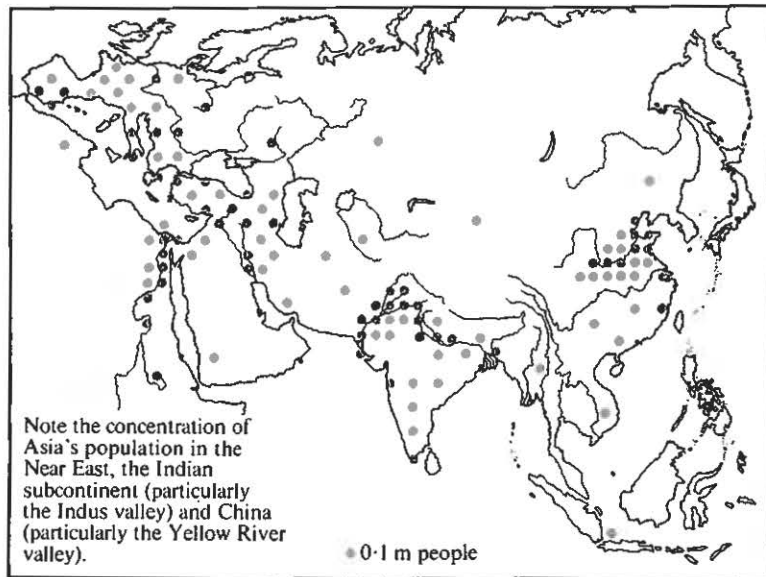 Note the concentration of
Asia's population in the
Near East, the Indian
subcontinent (particularly
the Indus valley) and China
(particularly the Yellow River
valley).
0·1 m people